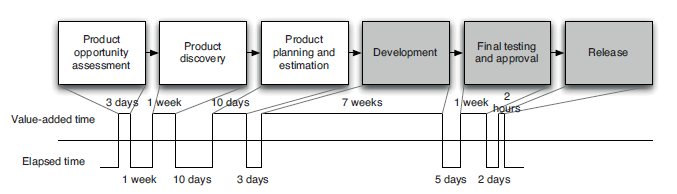 Product
opportunity
assessment
Product
discovery
Product
planning and
estimation
Development
Final testing
and approval
Release
3 days
1 week
10 days
7 weeks
1 week
2
hours
Value-added time
Elapsed time
1 week
10 days
3 days
5 days
2 days